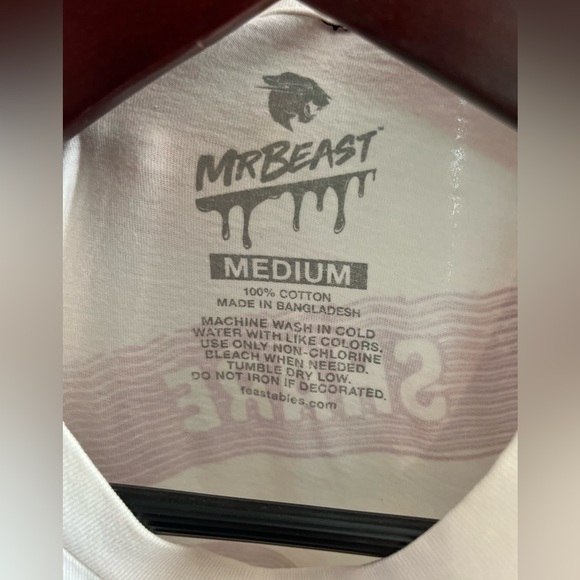 MRBEAST™
MEDIUM
100% COTTON
MADE IN BANGLADESH
MACHINE WASH IN COLD
WATER WITH LIKE COLORS.
USE ONLY NON-CHLORINE
BLEACH WHEN NEEDED.
TUMBLE DRY LOW.
DO NOT IRON IF DECORATED.
feastables.com